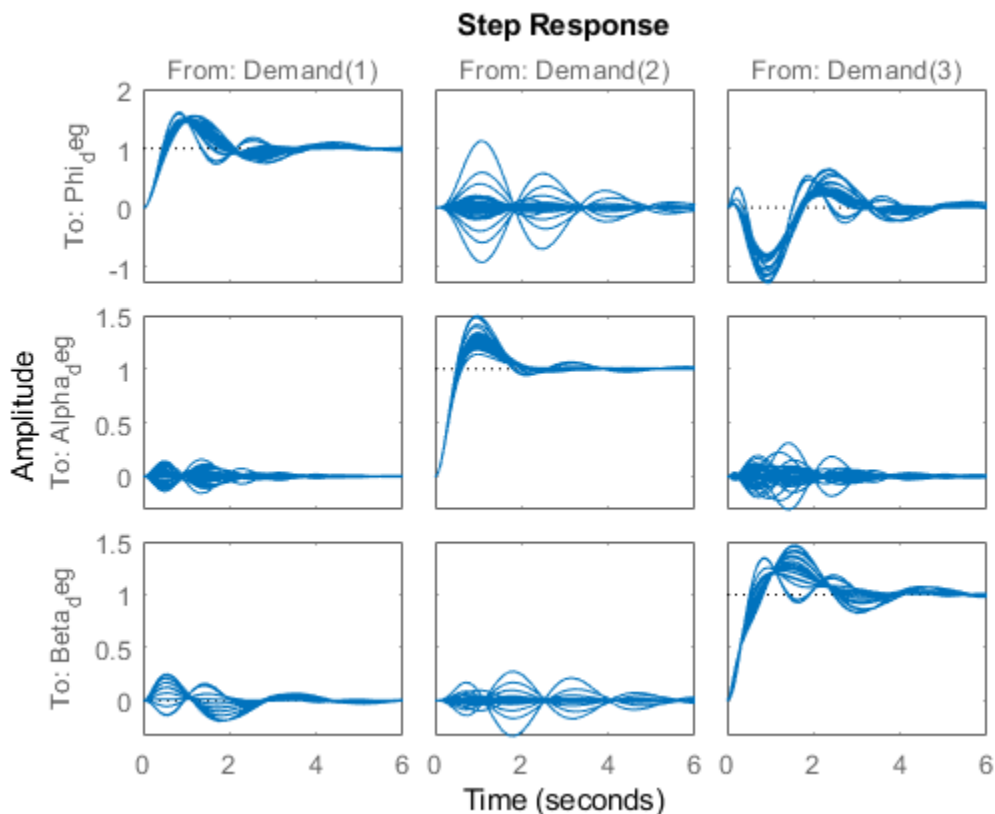 Step Response
From: Demand(1) From: Demand(2) From: Demand(3)
To: Phi_deg
2
1
0
-1
Amplitude
To: Alpha_deg
1.5
1
0.5
0
To: Beta_deg
1.5
1
0.5
0
0 2 4 6 0 2 4 6 0 2 4 6
Time (seconds)